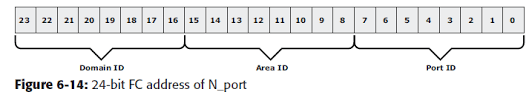 23 22 21 20 19 18 17 16 15 14 13 12 11 10 9 8 7 6 5 4 3 2 1 0
Domain ID Area ID Port ID
Figure 6-14: 24-bit FC address of N_port